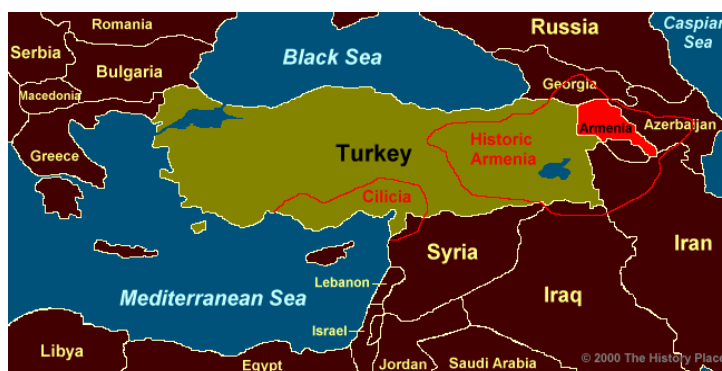 Romania
Russia
Caspian
Sea
Serbia
Black Sea
Bulgaria
Georgia
Macedonia
Armenia
Azerbaijan
Historic
Armenia
Greece
Turkey
Cilicia
Iran
Syria
Lebanon
Mediterranean Sea
Iraq
Israel
Libya
Egypt
Jordan
Saudi Arabia
© 2000 The History Place